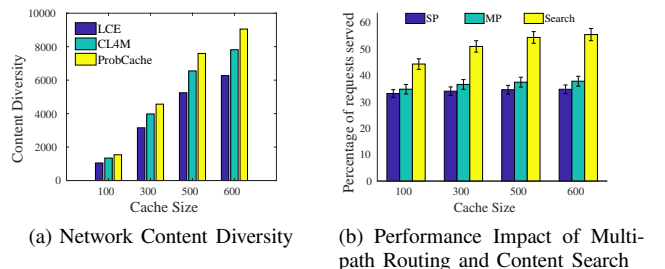 LCE
CL4M
ProbCache
Content Diversity
10000
8000
6000
4000
2000
0
100 300 500 600
Cache Size
(a) Network Content Diversity
SP MP Search
Percentage of requests served
60
50
40
30
20
10
0
100 300 500 600
Cache Size
(b) Performance Impact of Multi-
path Routing and Content Search